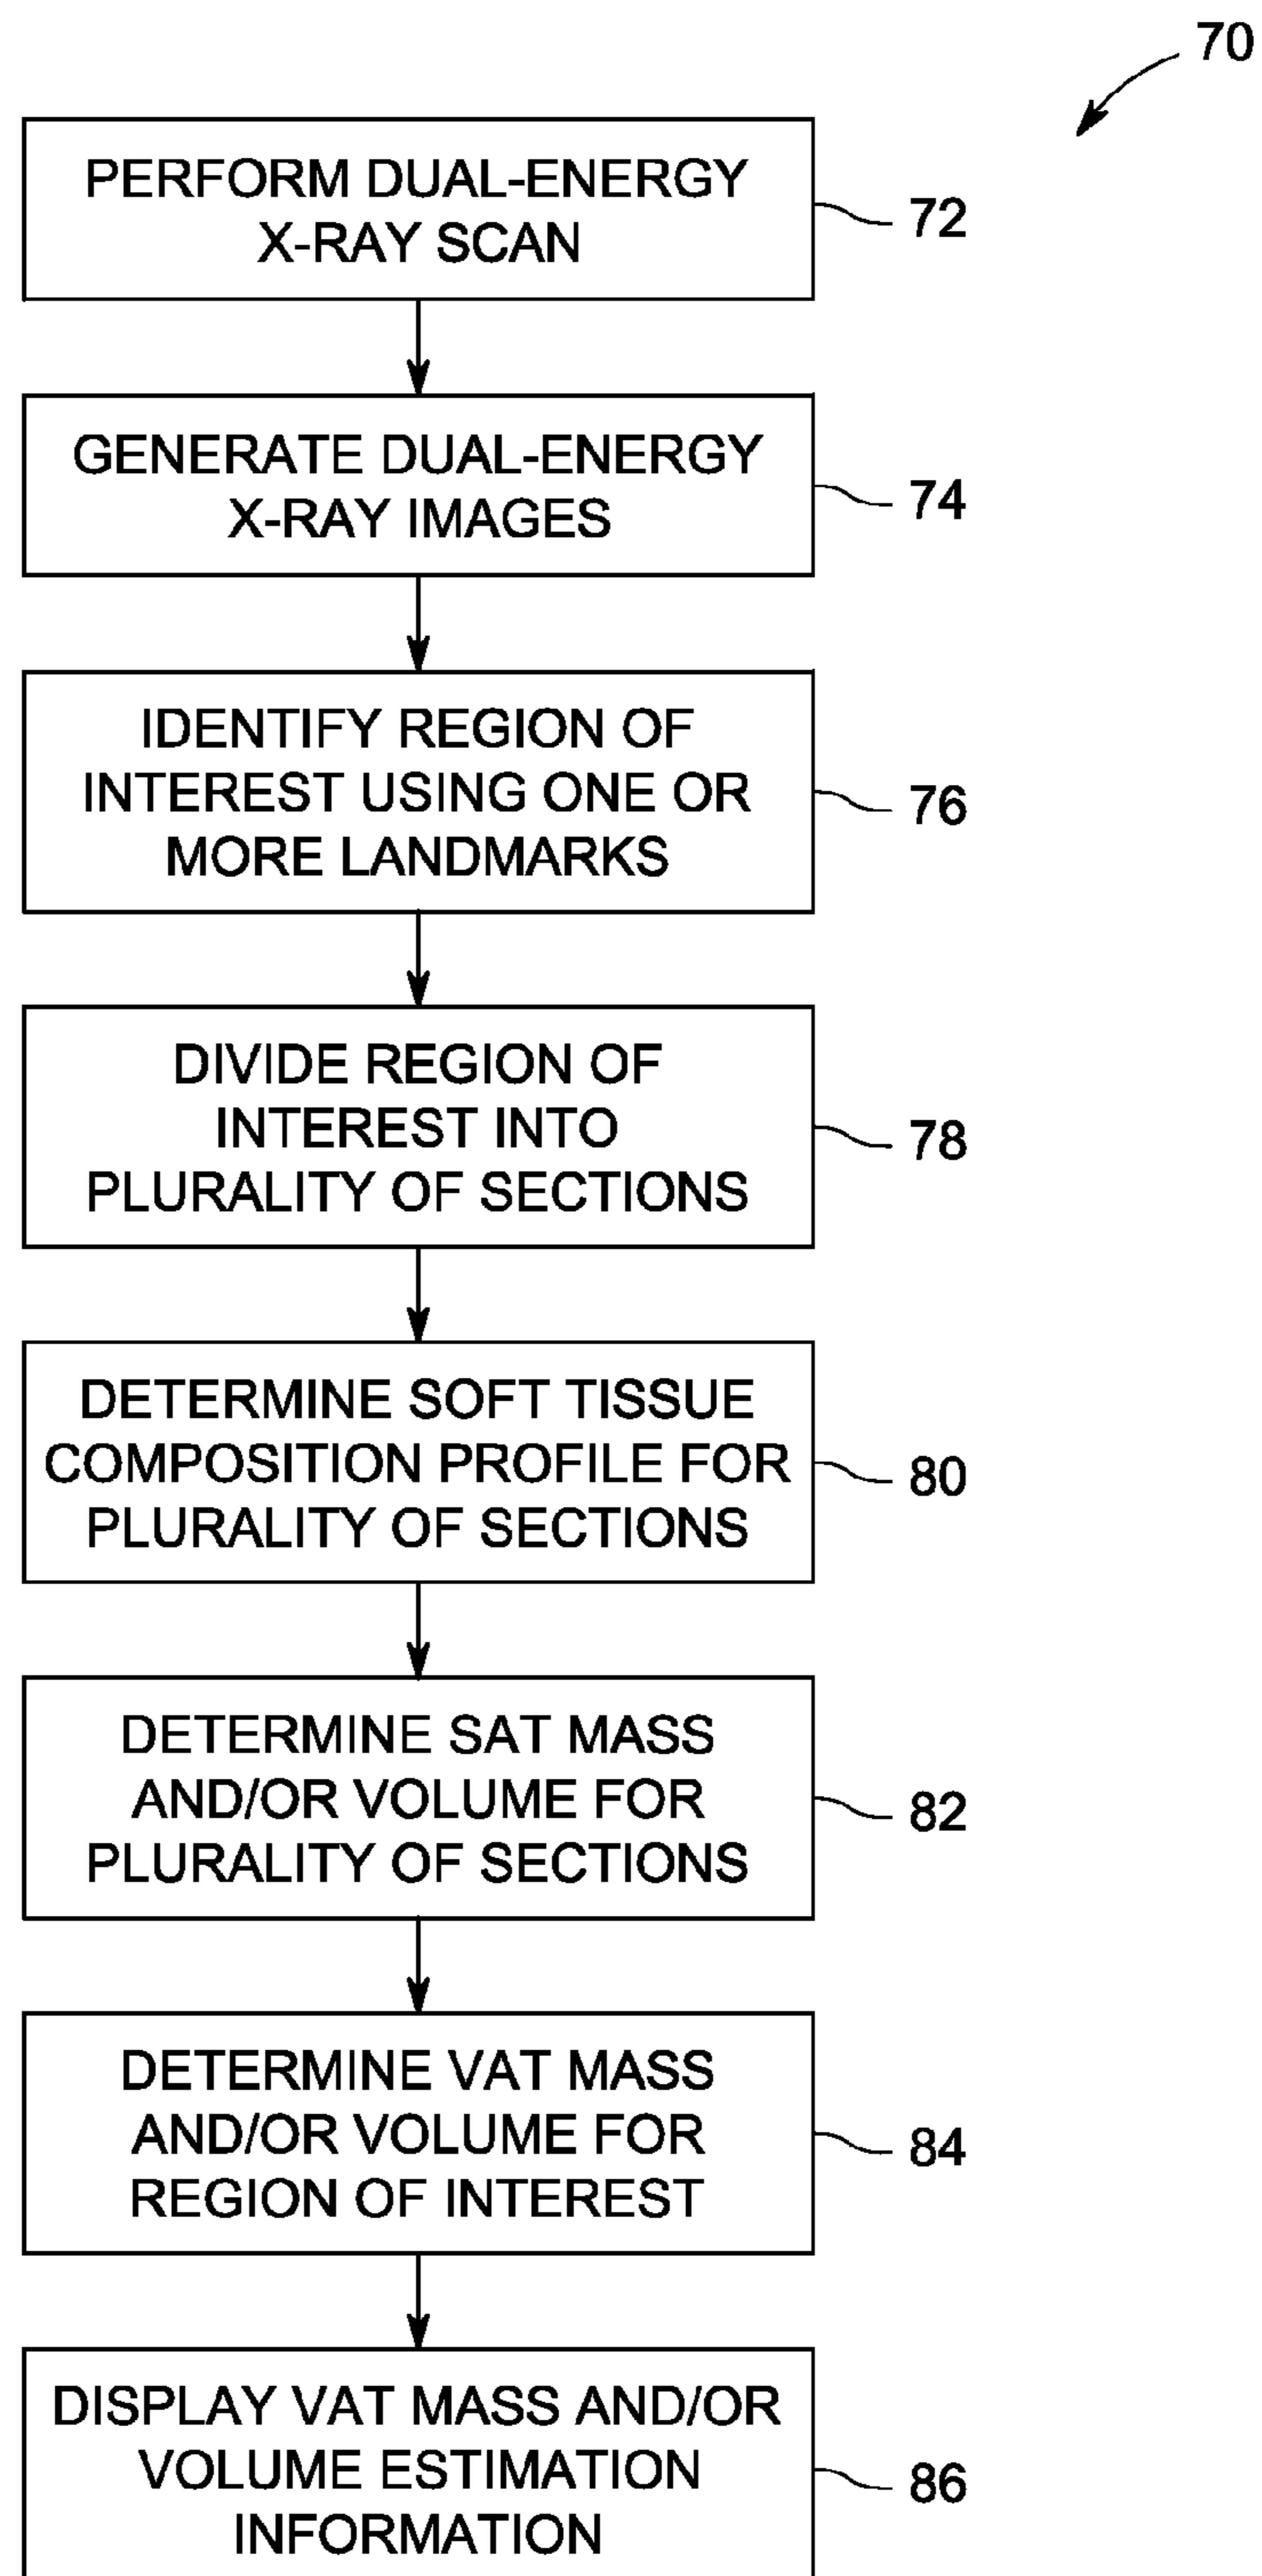 70
PERFORM DUAL-ENERGY
X-RAY SCAN
72
GENERATE DUAL-ENERGY
X-RAY IMAGES
74
IDENTIFY REGION OF
INTEREST USING ONE OR
MORE LANDMARKS
76
DIVIDE REGION OF
INTEREST INTO
PLURALITY OF SECTIONS
78
DETERMINE SOFT TISSUE
COMPOSITION PROFILE FOR
PLURALITY OF SECTIONS
80
DETERMINE SAT MASS
AND/OR VOLUME FOR
PLURALITY OF SECTIONS
82
DETERMINE VAT MASS
AND/OR VOLUME FOR
REGION OF INTEREST
84
DISPLAY VAT MASS AND/OR
VOLUME ESTIMATION
INFORMATION
86